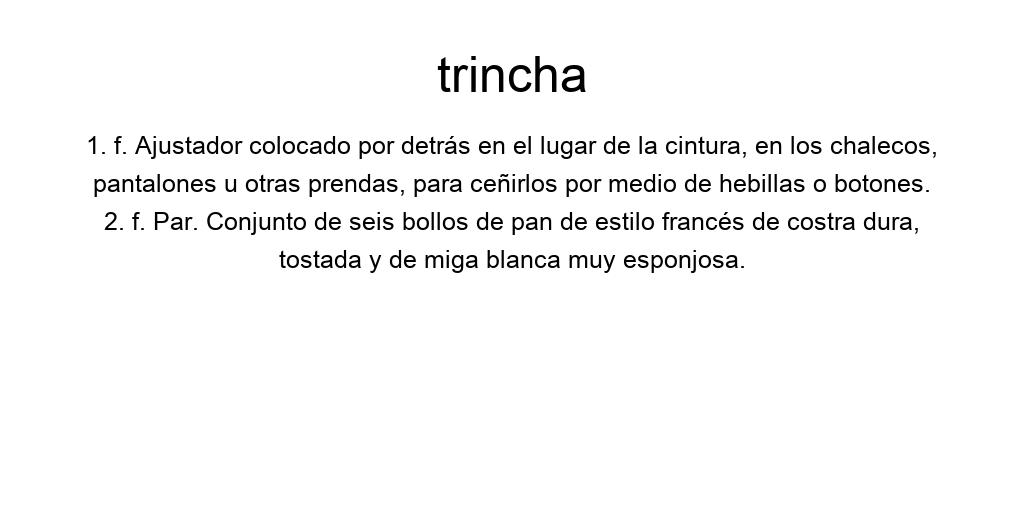 trincha
1. f. Ajustador colocado por detrás en el lugar de la cintura, en los chalecos,
pantalones u otras prendas, para ceñirlos por medio de hebillas o botones.
2. f. Par. Conjunto de seis bollos de pan de estilo francés de costra dura,
tostada y de miga blanca muy esponjosa.